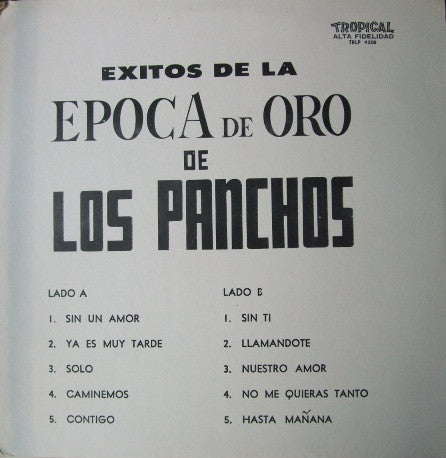 TROPICAL
ALTA FIDELIDAD
TRLP 4508
EXITOS DE LA
EPOCA DE ORO
DE
LOS PANCHOS
LADO A
1. SIN UN AMOR
2. YA ES MUY TARDE
3. SOLO
4. CAMINEMOS
5. CONTIGO
LADO B
1. SIN TI
2. LLAMANDOTE
3. NUESTRO AMOR
4. NO ME QUIERAS TANTO
5. HASTA MAÑANA